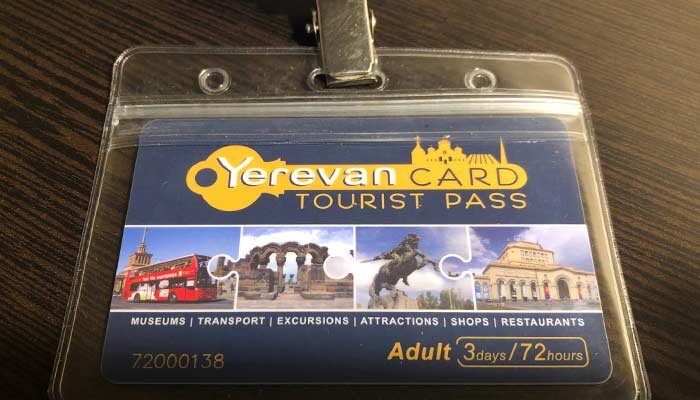 Yerevan CARD
TOURIST PASS
MUSEUMS | TRANSPORT | EXCURSIONS | ATTRACTIONS | SHOPS | RESTAURANTS
Adult 3days/72hours
72000138